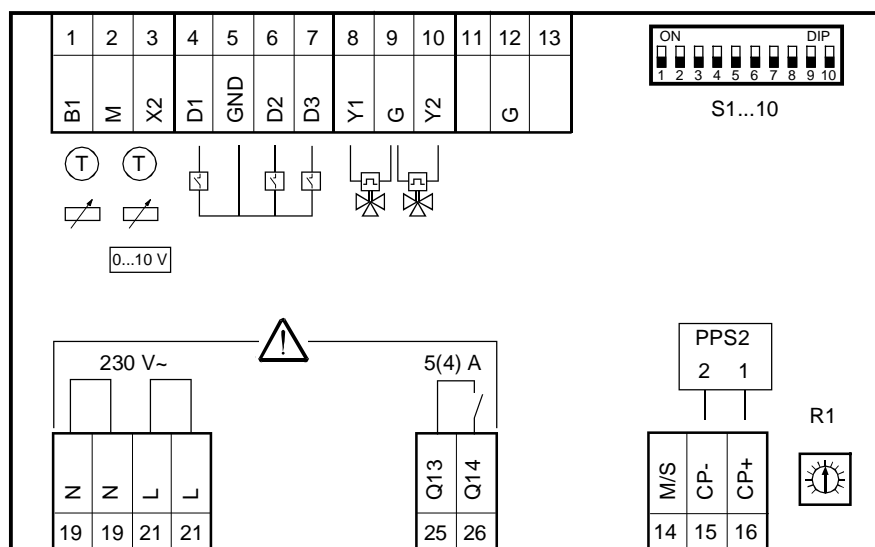 1 2 3 4 5 6 7 8 9 10 11 12 13
B1 M X2 D1 GND D2 D3 Y1 G Y2 G
ON DIP
1 2 3 4 5 6 7 8 9 10
S1...10
T T
0...10 V
230 V~
5(4) A
PPS2
2 1
R1
N N L L
Q13 Q14
M/S CP- CP+
19 19 21 21
25 26
14 15 16